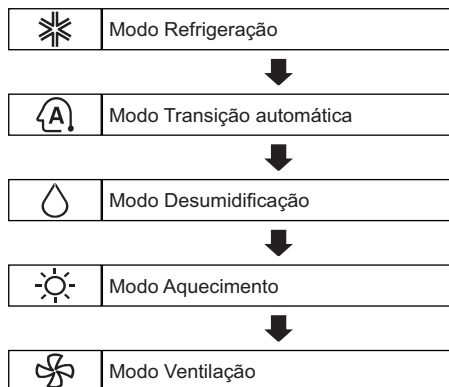 Modo Refrigeração
A
Modo Transição automática
Modo Desumidificação
Modo Aquecimento
Modo Ventilação